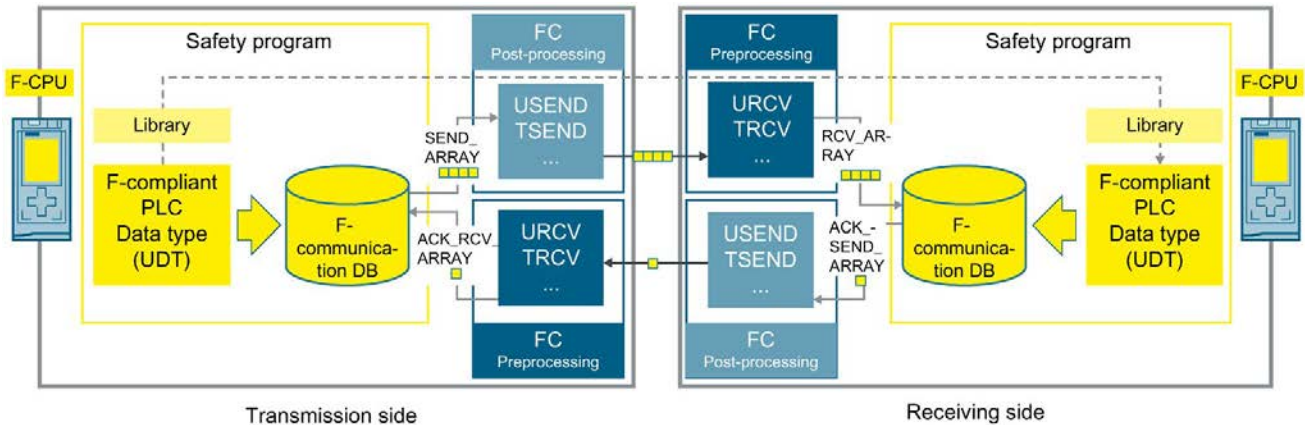 Safety program
FC
Post-processing
FC
Preprocessing
Safety program
F-CPU
F-CPU
Library
USEND
TSEND
...
SEND_
ARRAY
URCV
TRCV
...
RCV_AR-
RAY
Library
F-compliant
PLC
Data type
(UDT)
F-
communica-
tion DB
ACK_RCV_
ARRAY
URCV
TRCV
...
USEND
TSEND
...
ACK_-
SEND_
ARRAY
F-
communica-
tion DB
F-compliant
PLC
Data type
(UDT)
FC
Preprocessing
FC
Post-processing
Transmission side
Receiving side